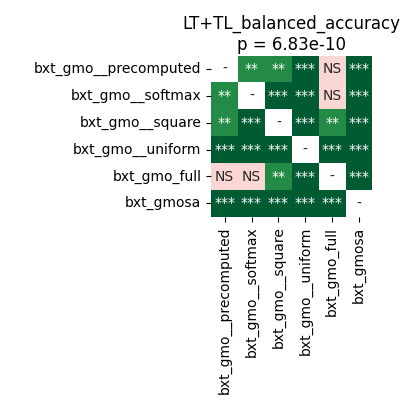 LT+TL_balanced_accuracy
p = 6.83e-10
bxt_gmo__precomputed - ** ** *** NS ***
bxt_gmo__softmax ** - *** *** NS ***
bxt_gmo__square ** *** - *** ** ***
bxt_gmo__uniform *** *** *** - *** ***
bxt_gmo_full NS NS ** *** - ***
bxt_gmosa *** *** *** *** *** -
bxt_gmo__precomputed
bxt_gmo__softmax
bxt_gmo__square
bxt_gmo__uniform
bxt_gmo_full
bxt_gmosa